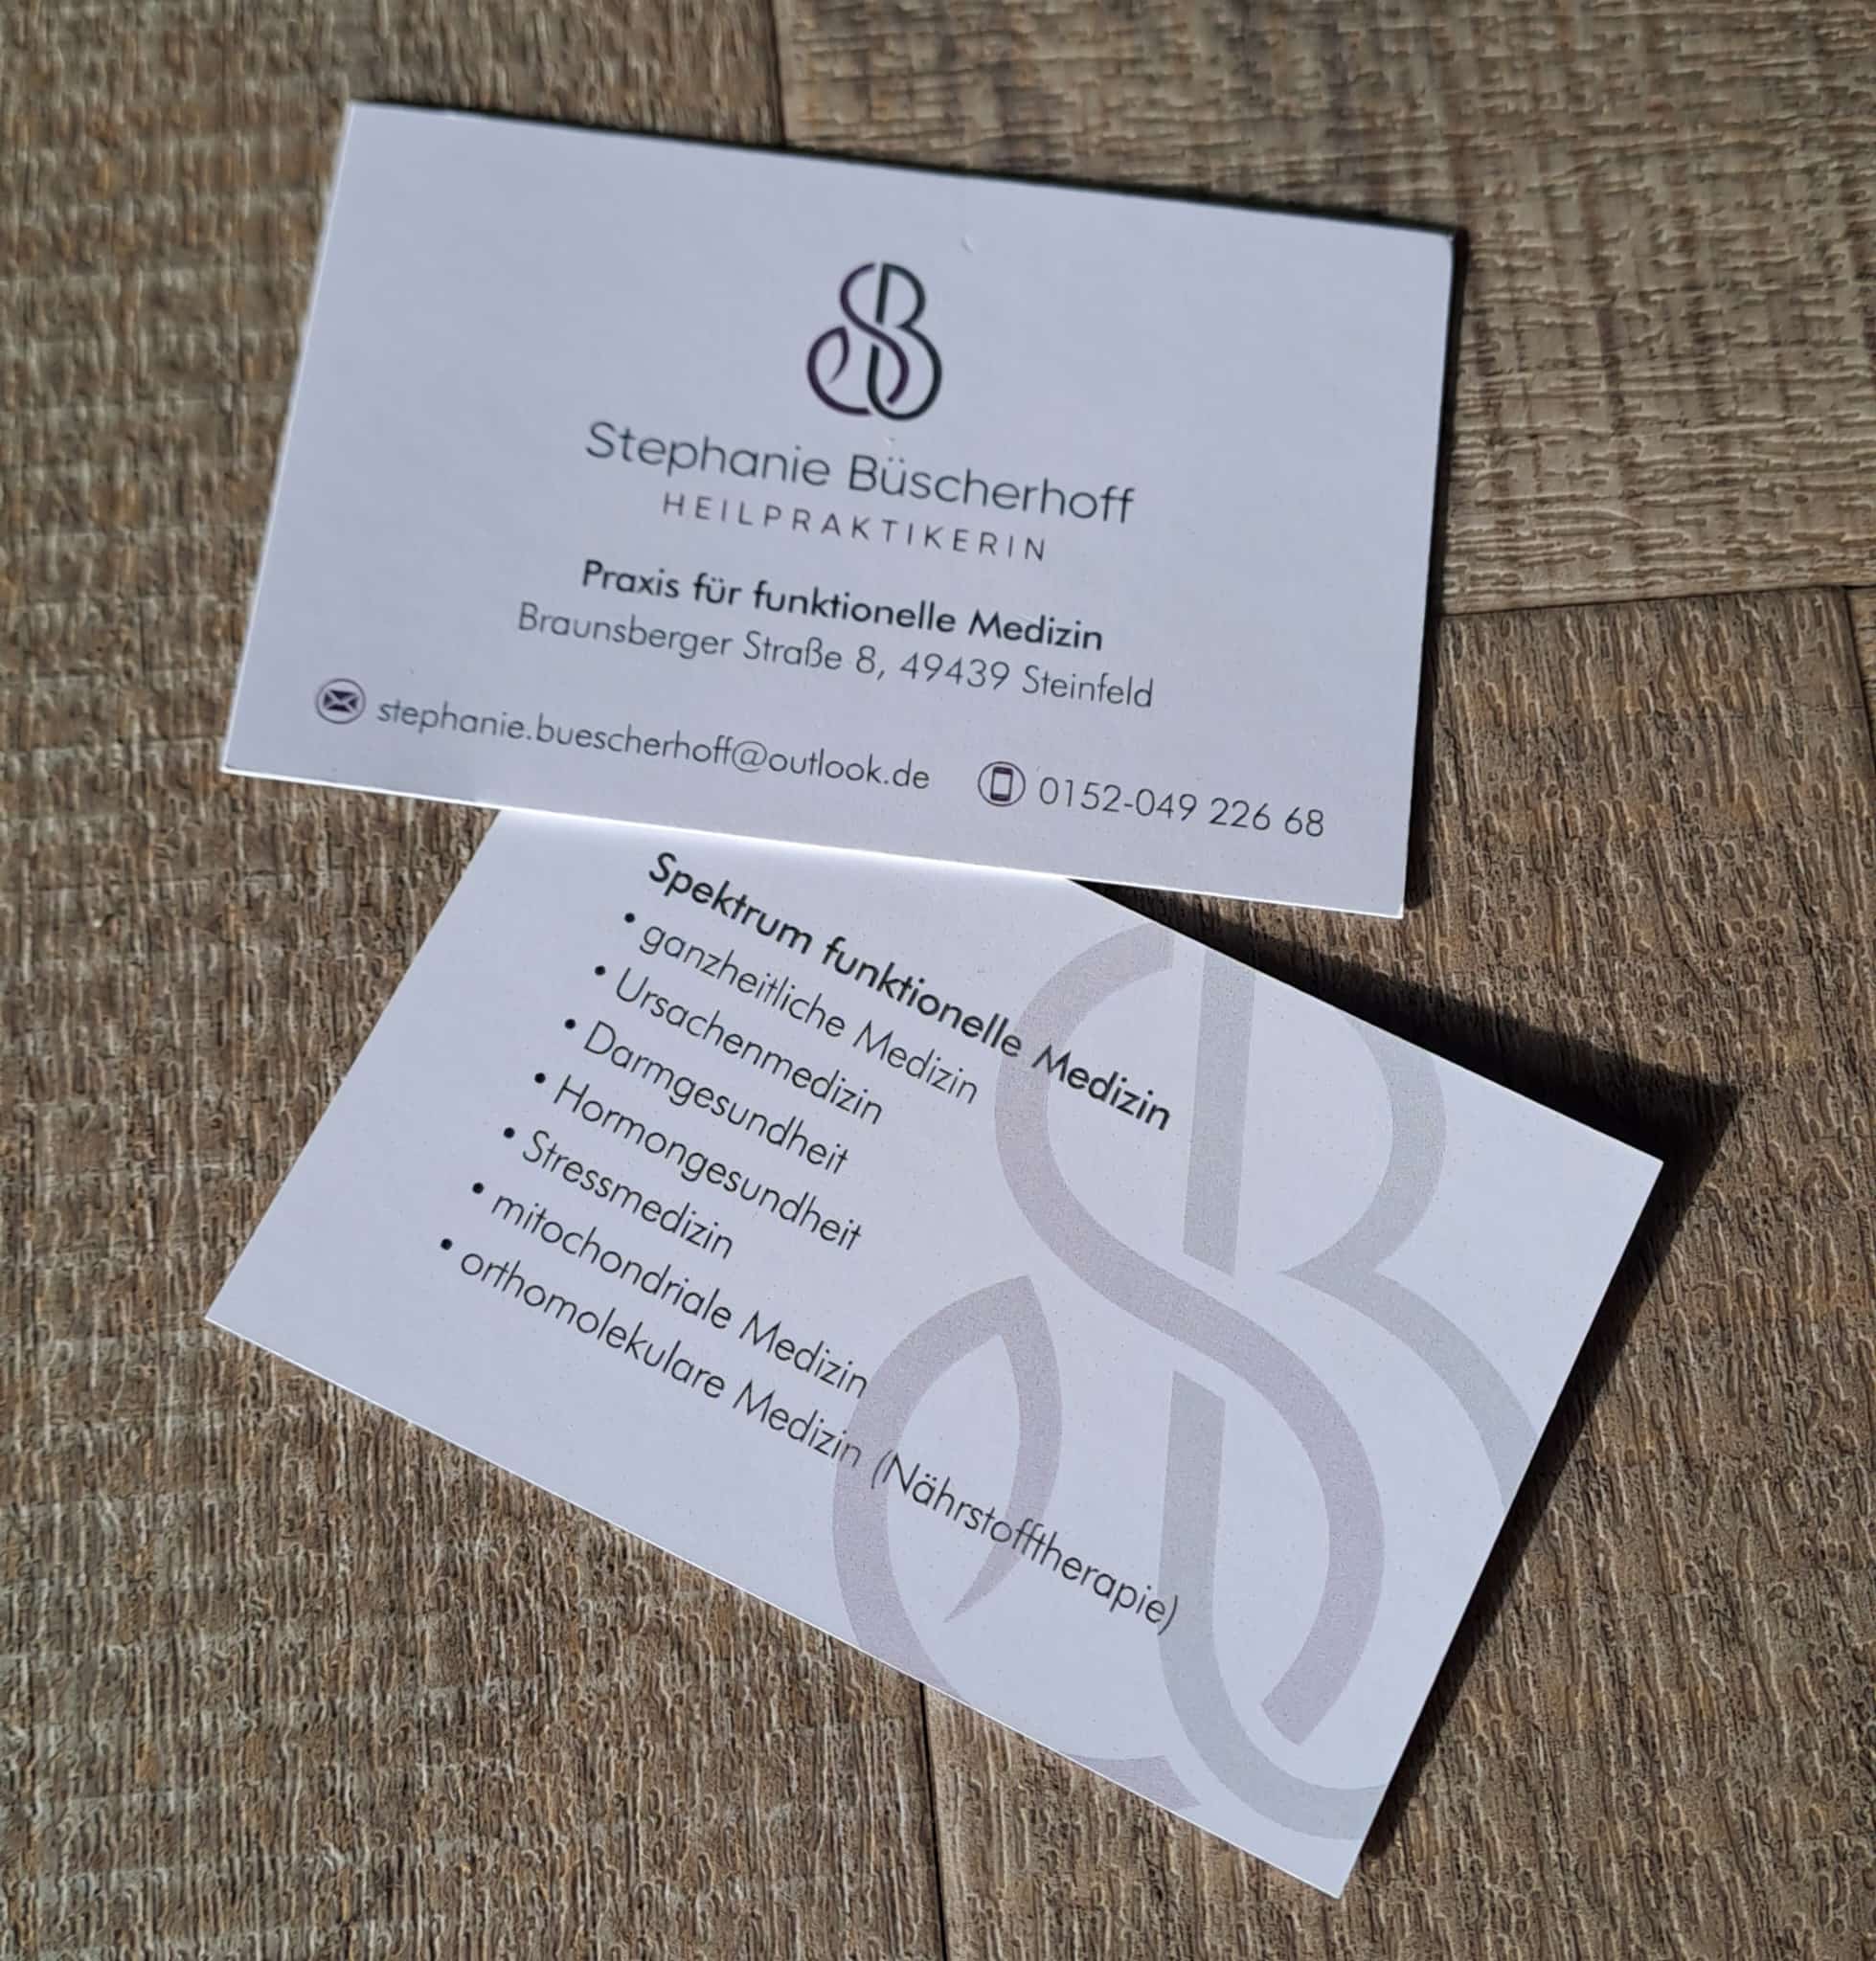 SB
Stephanie Büscherhoff
HEILPRAKTIKERIN
Praxis für funktionelle Medizin
Braunsberger Straße 8, 49439 Steinfeld
stephanie.buescherhoff@outlook.de 0152-049 226 68
Spektrum funktionelle Medizin
• ganzheitliche Medizin
• Ursachenmedizin
• Darmgesundheit
• Hormongesundheit
• Stressmedizin
• mitochondriale Medizin
• orthomolekulare Medizin (Nährstofftherapie)